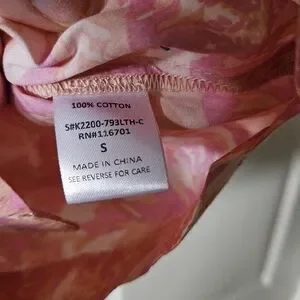 100% COTTON
S#K2200-793LTH-C
RN#116701
S
MADE IN CHINA
SEE REVERSE FOR CARE